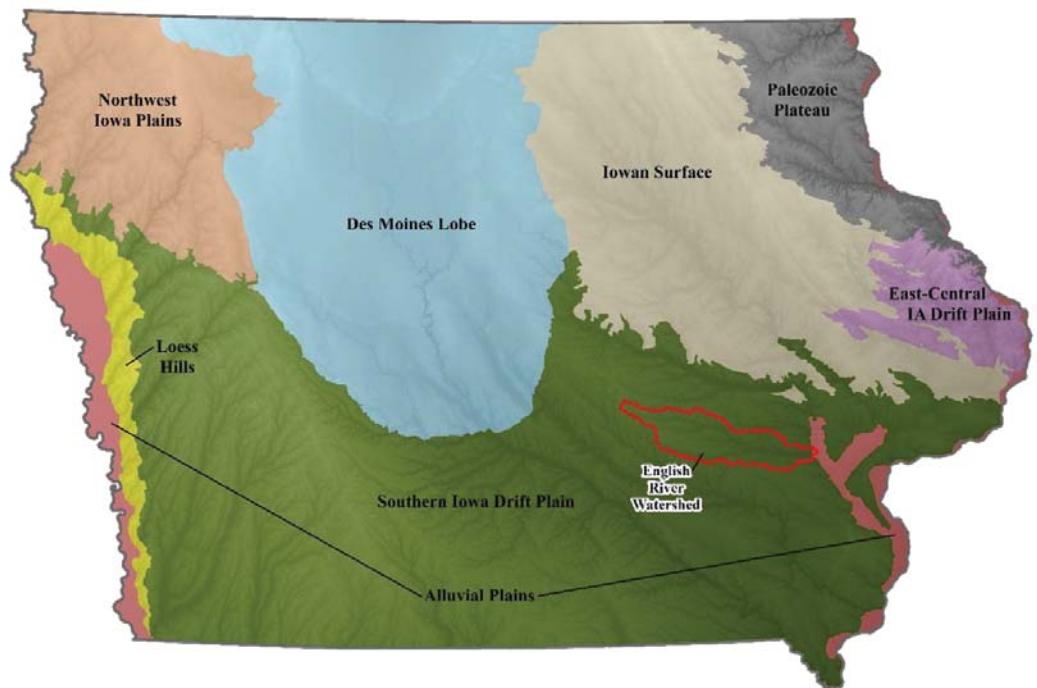 Northwest
Iowa Plains
Paleozoic
Plateau
Iowan Surface
Des Moines Lobe
East-Central
IA Drift Plain
Loess
Hills
English
River
Watershed
Southern Iowa Drift Plain
Alluvial Plains